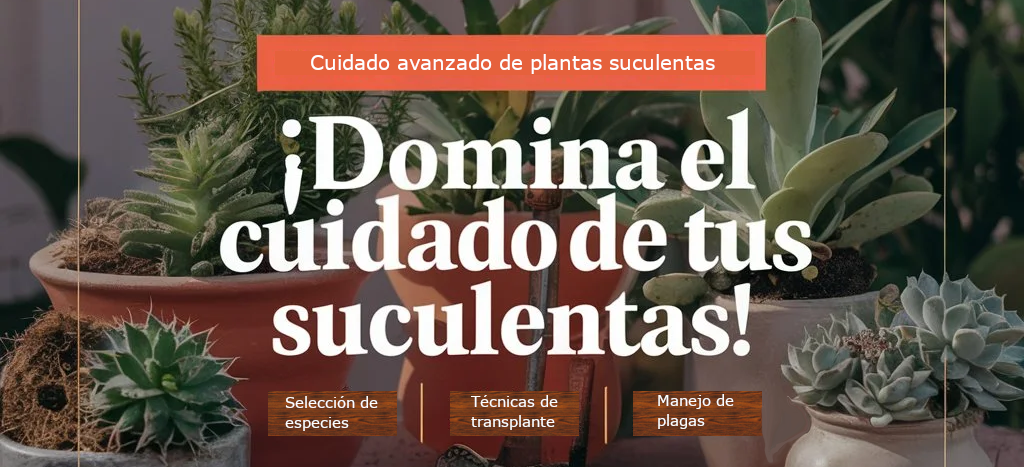 Cuidado avanzado de plantas suculentas
¡Domina el
cuidado de tus
suculentas!
Selección de
especies
Técnicas de
transplante
Manejo de
plagas